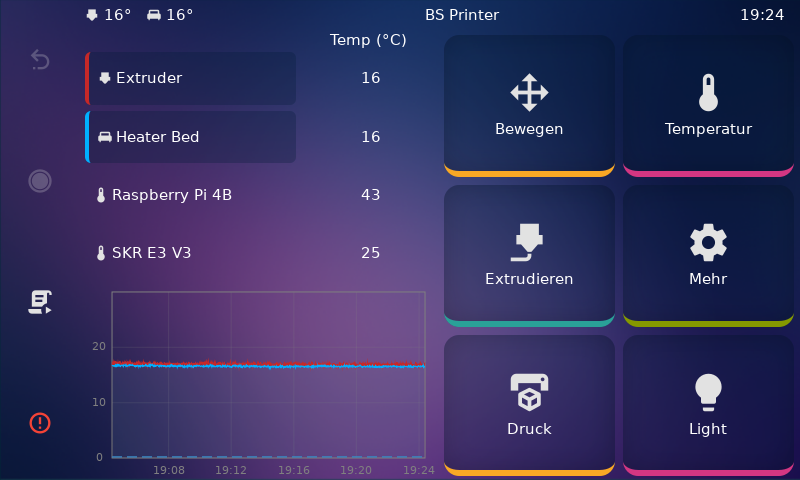 16° 16° BS Printer 19:24
Temp (°C)
Extruder 16
Heater Bed 16
Raspberry Pi 4B 43
SKR E3 V3 25
20
10
0
19:08 19:12 19:16 19:20 19:24
Bewegen Temperatur
Extrudieren Mehr
Druck Light